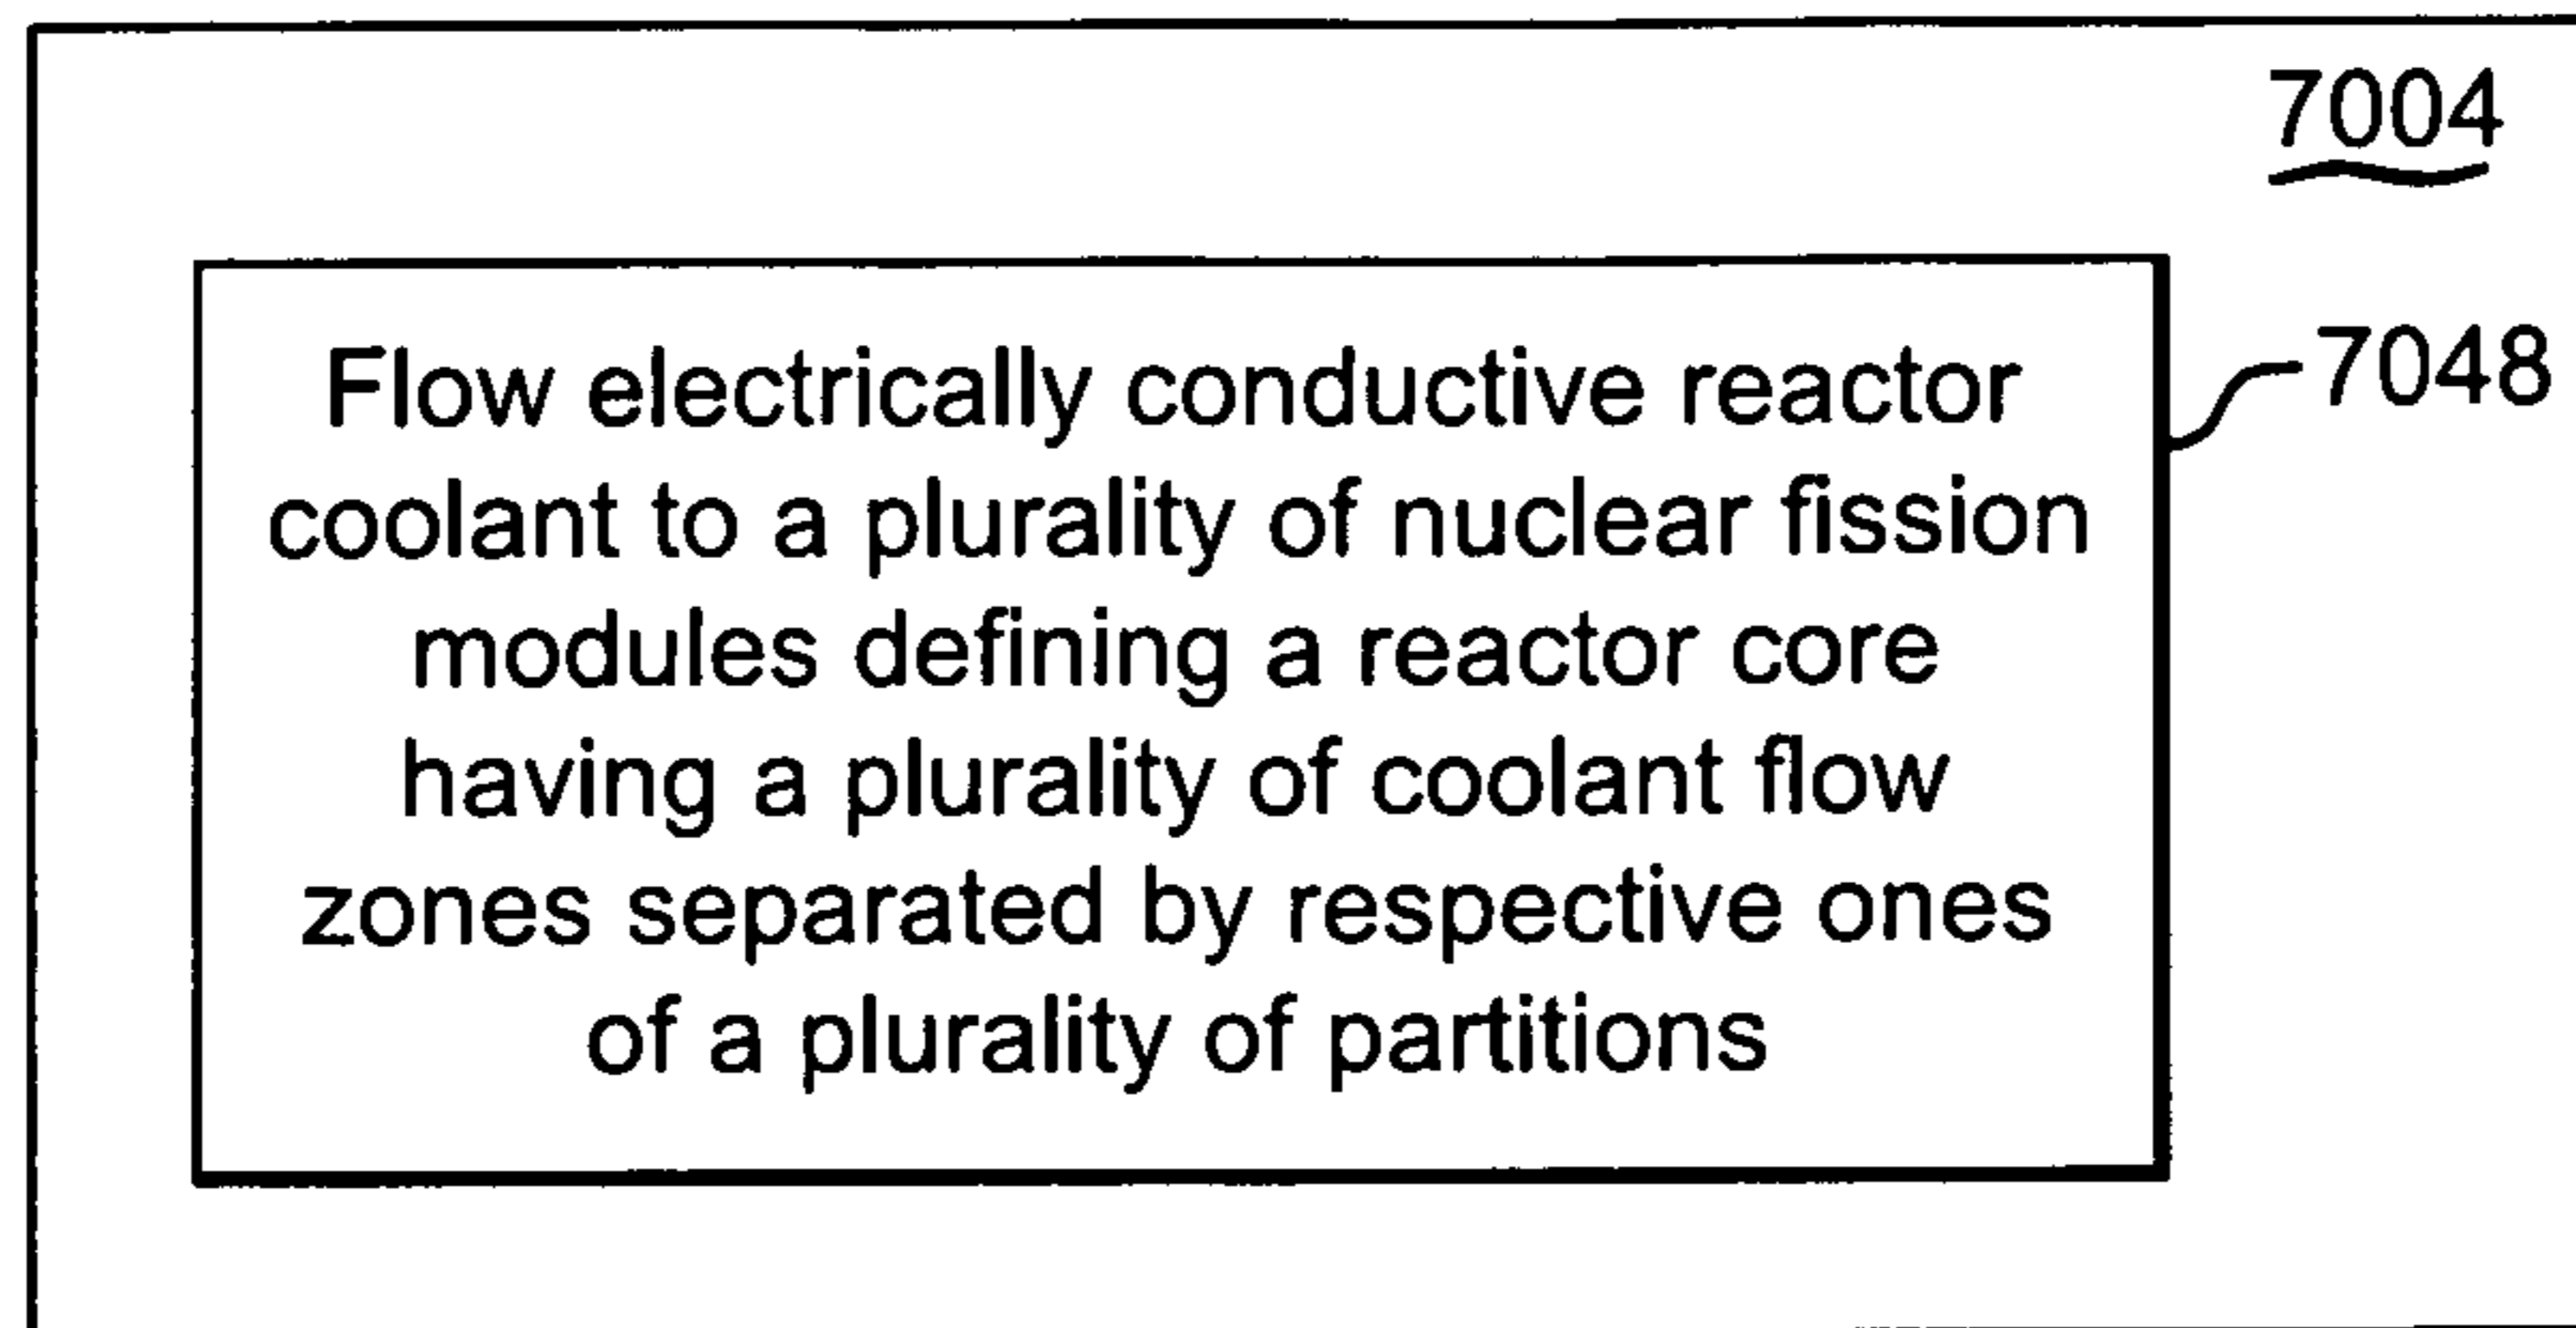 7004
Flow electrically conductive reactor
7048
coolant to a plurality of nuclear fission
modules defining a reactor core
having a plurality of coolant flow
zones separated by respective ones
of a plurality of partitions